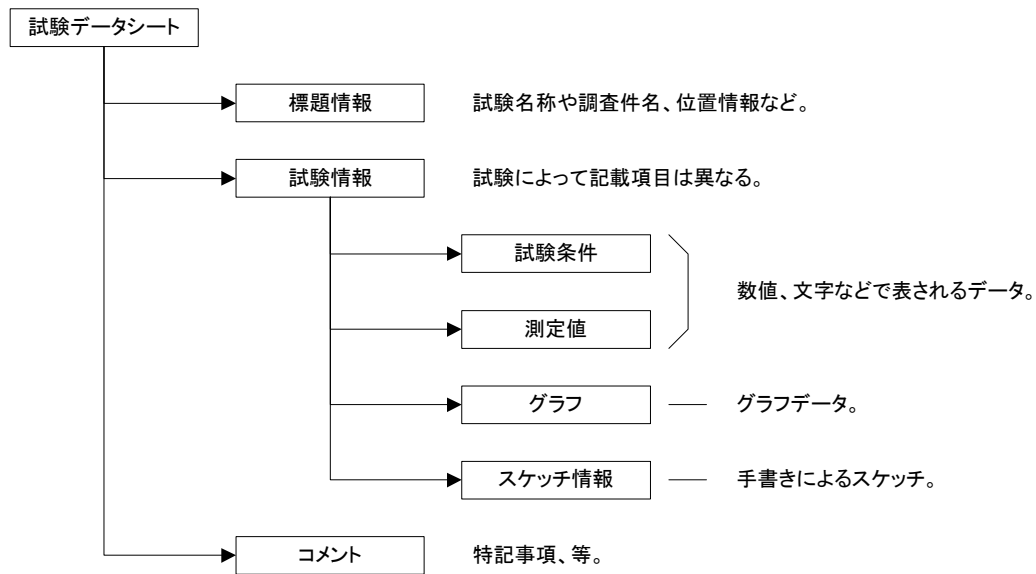 試験データシート
標題情報
試験名称や調査件名、位置情報など。
試験情報
試験によって記載項目は異なる。
試験条件
数値、文字などで表されるデータ。
測定値
グラフ
グラフデータ。
スケッチ情報
手書きによるスケッチ。
コメント
特記事項、等。